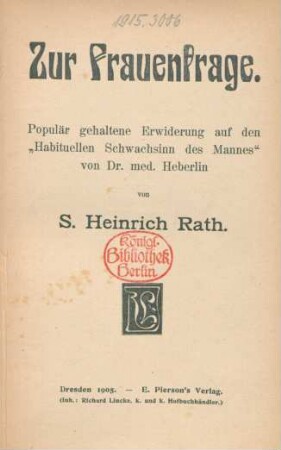 1915.3006
Zur Frauenfrage.
Populär gehaltene Erwiderung auf den
„Habituellen Schwachsinn des Mannes“
von Dr. med. Heberlin
von
S. Heinrich Rath.
Königl.
Bibliothek
Berlin
Dresden 1905. — E. Pierson's Verlag.
(Inh.: Richard Lincke, k. und k. Hofbuchhändler.)